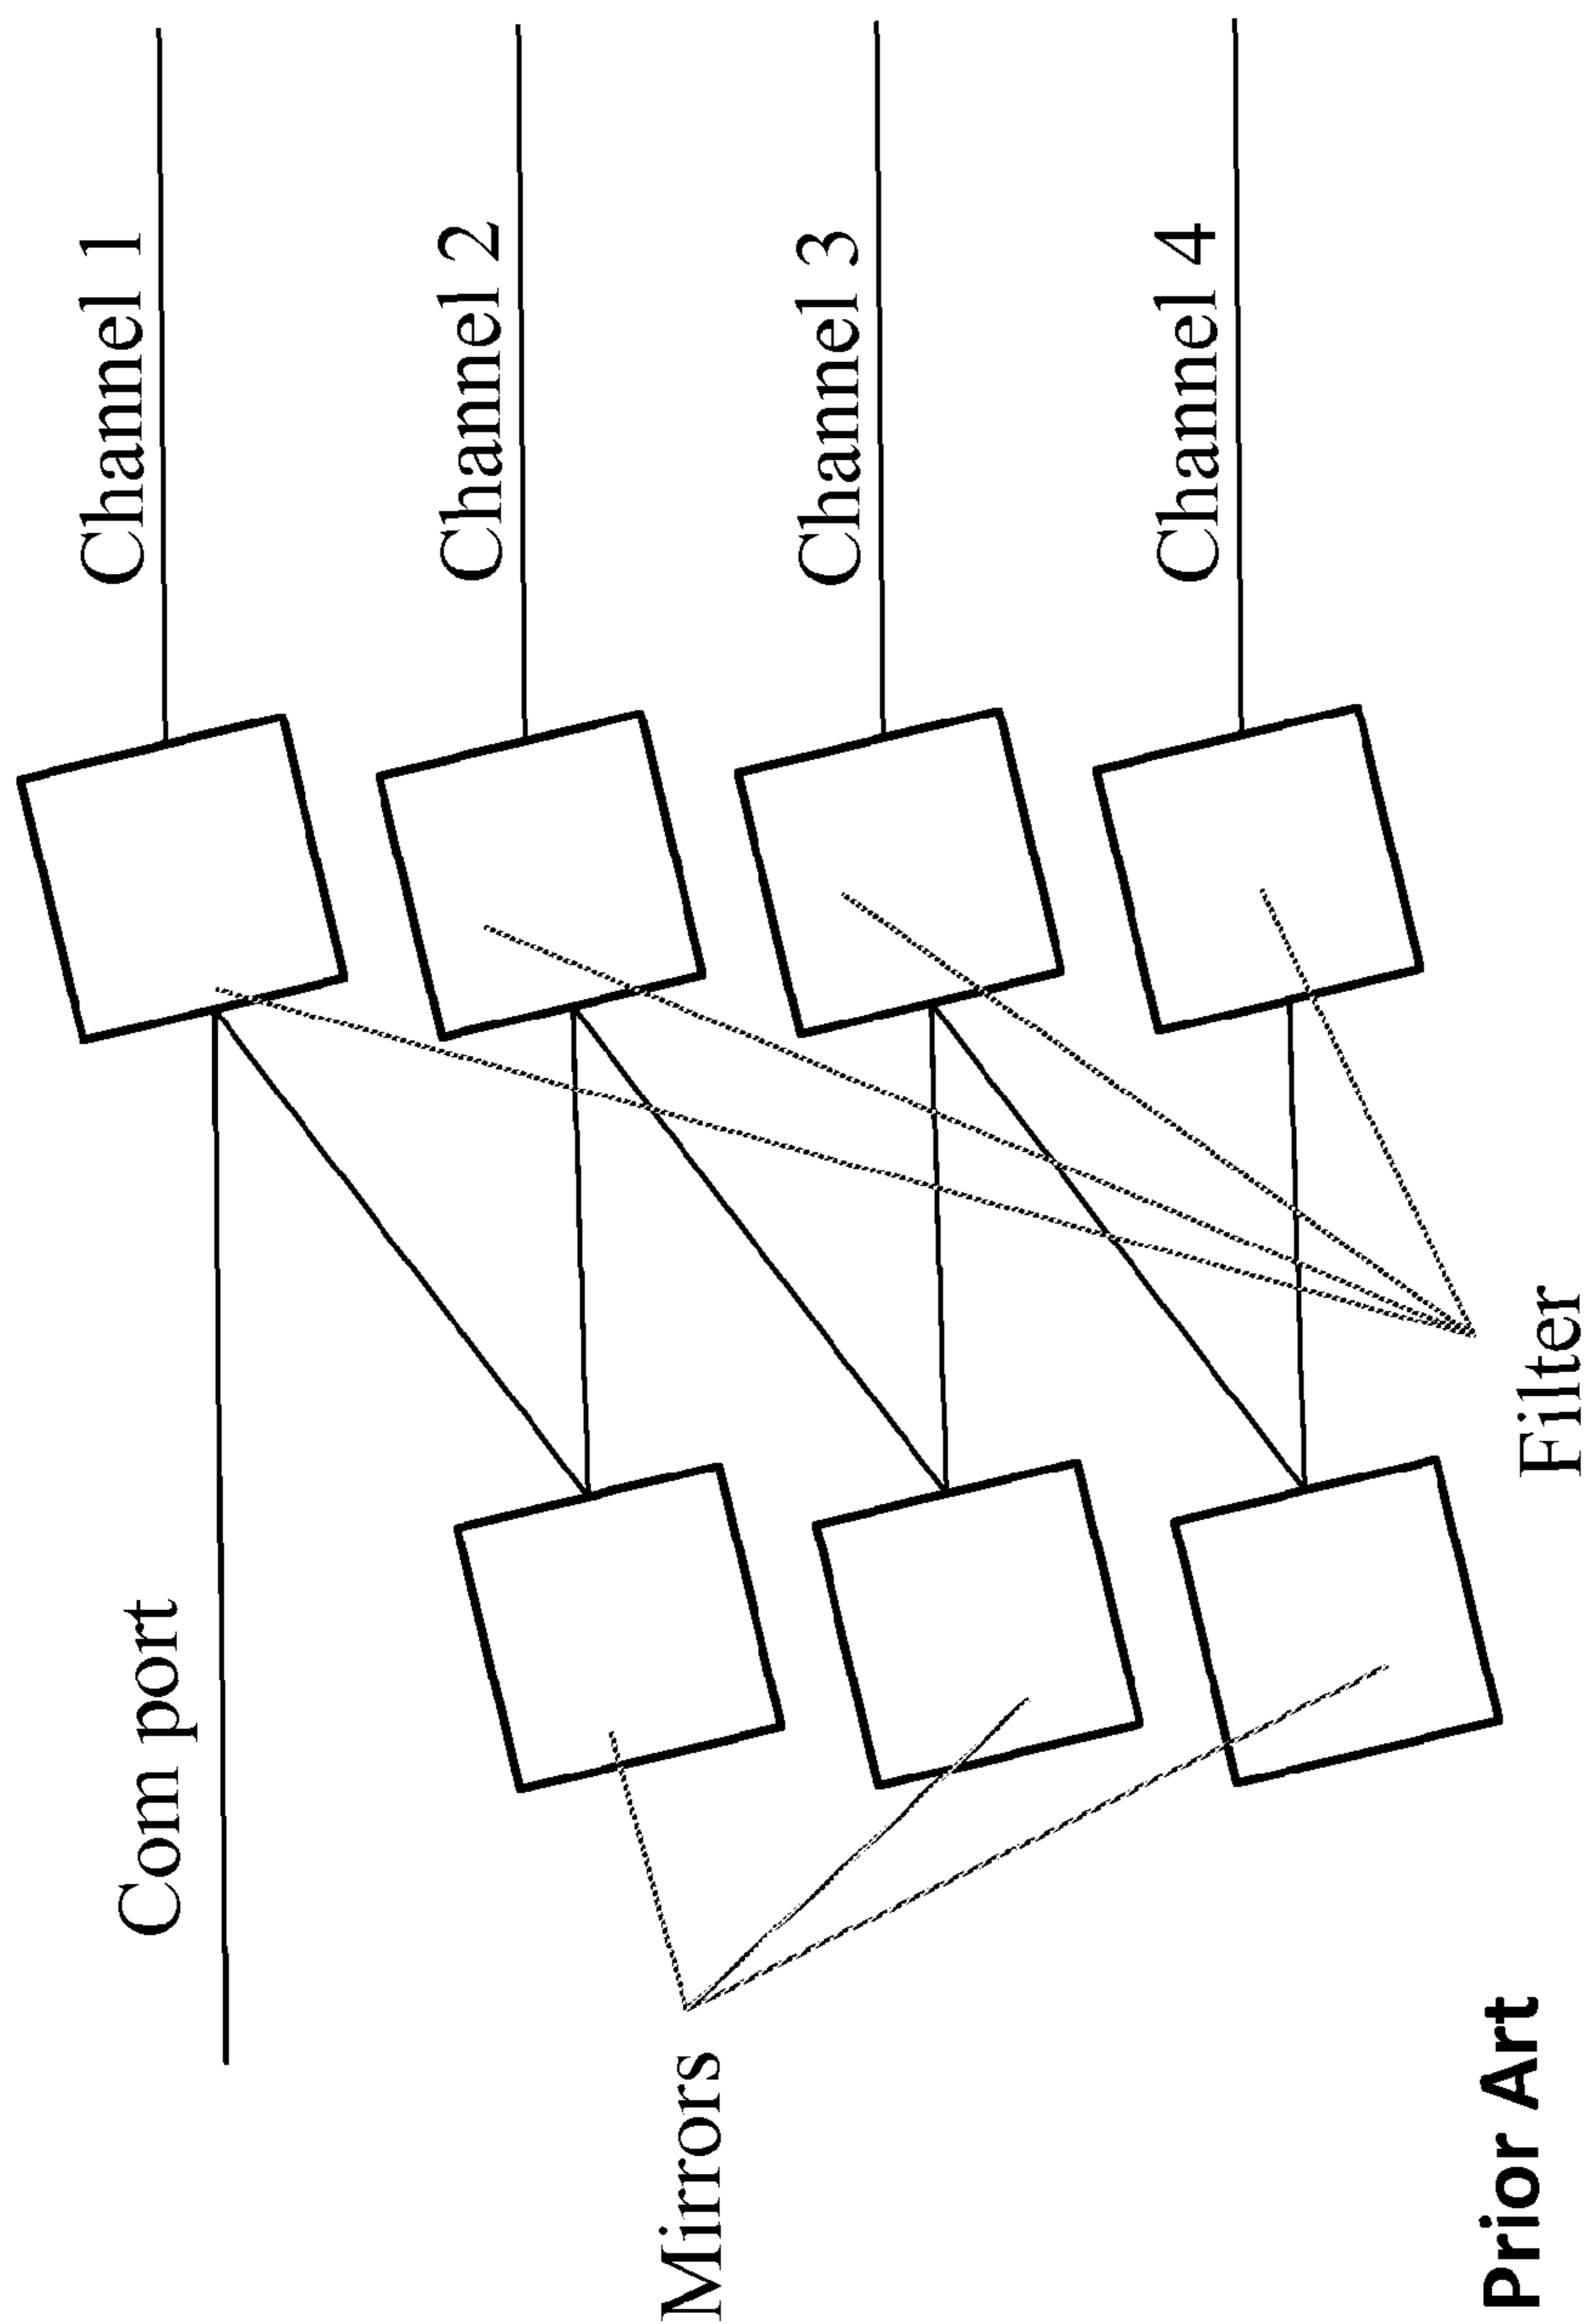 Com port
Channel 1
Channel 2
Channel 3
Channel 4
Mirrors
Filter
Prior Art